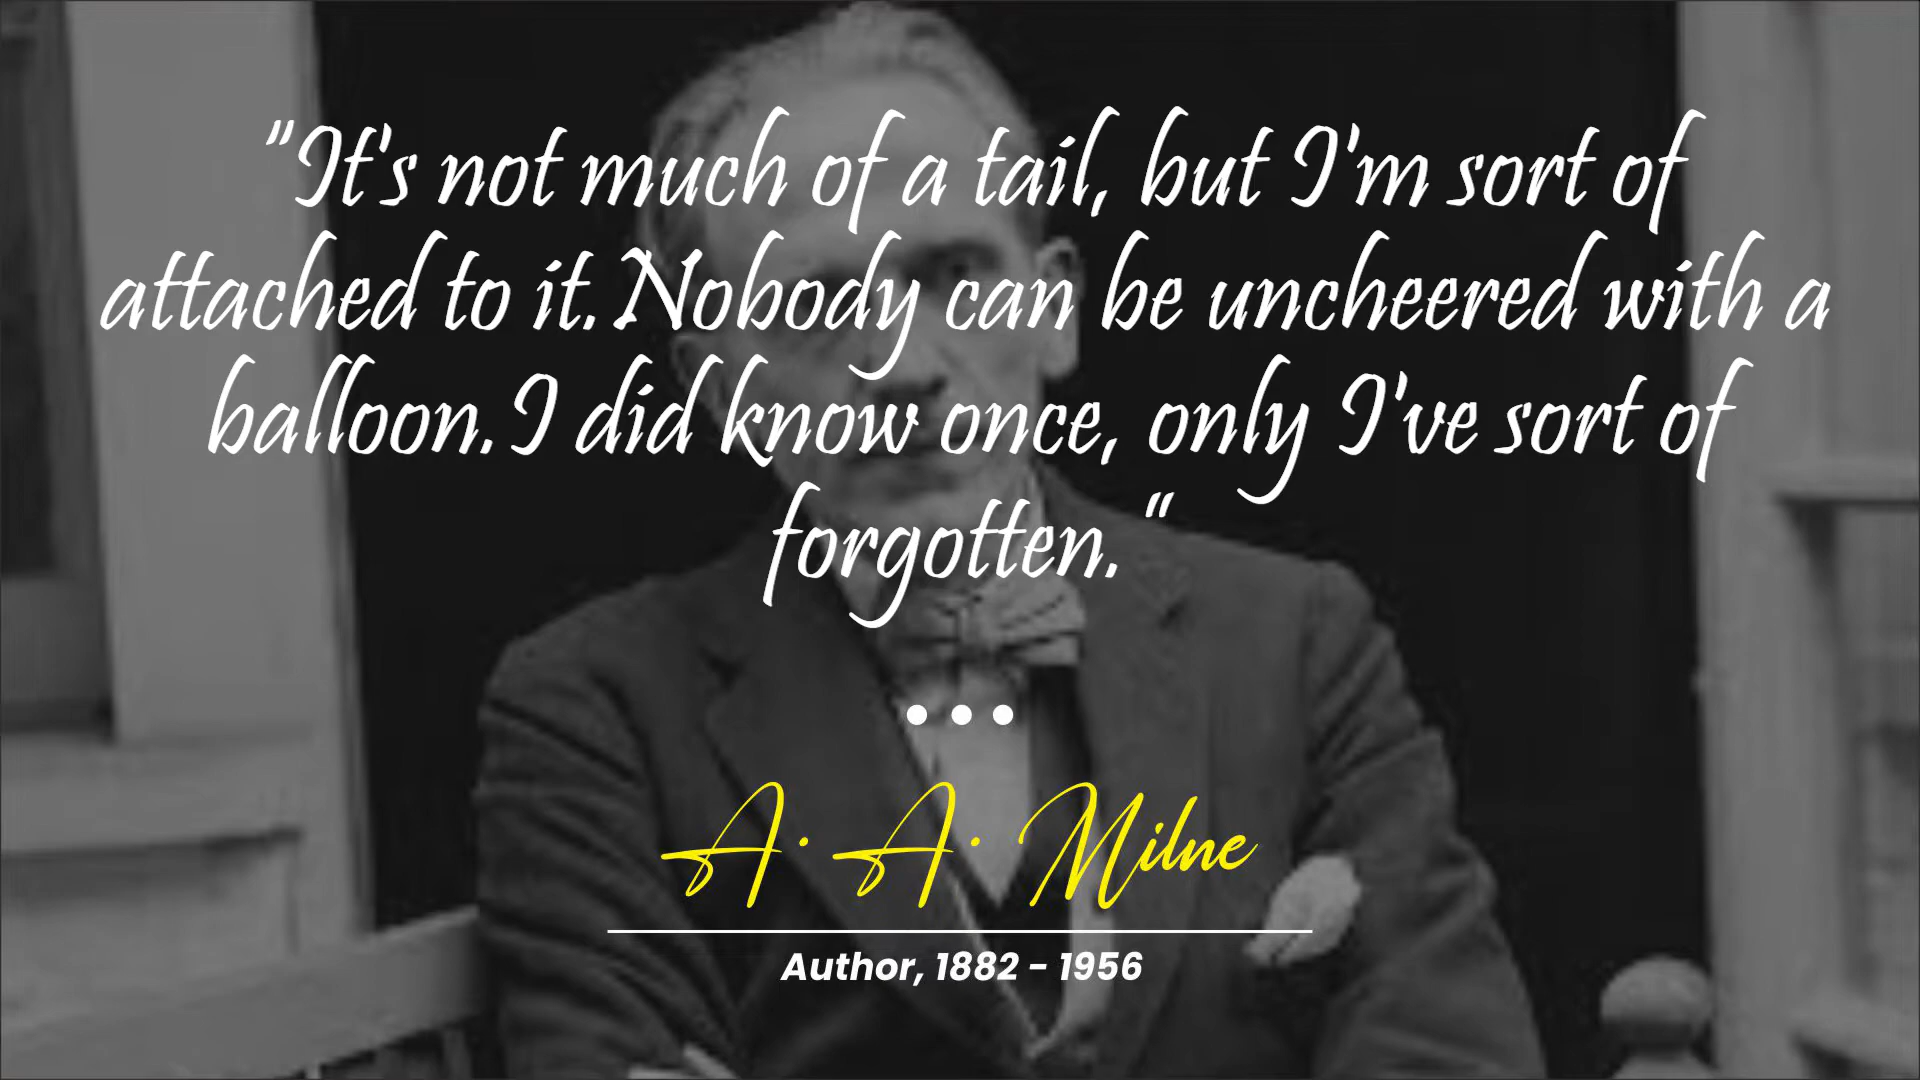 "It's not much of a tail, but I'm sort of
attached to it. Nobody can be uncheered with a
balloon. I did know once, only I've sort of
forgotten."
A. A. Milne
Author, 1882 - 1956